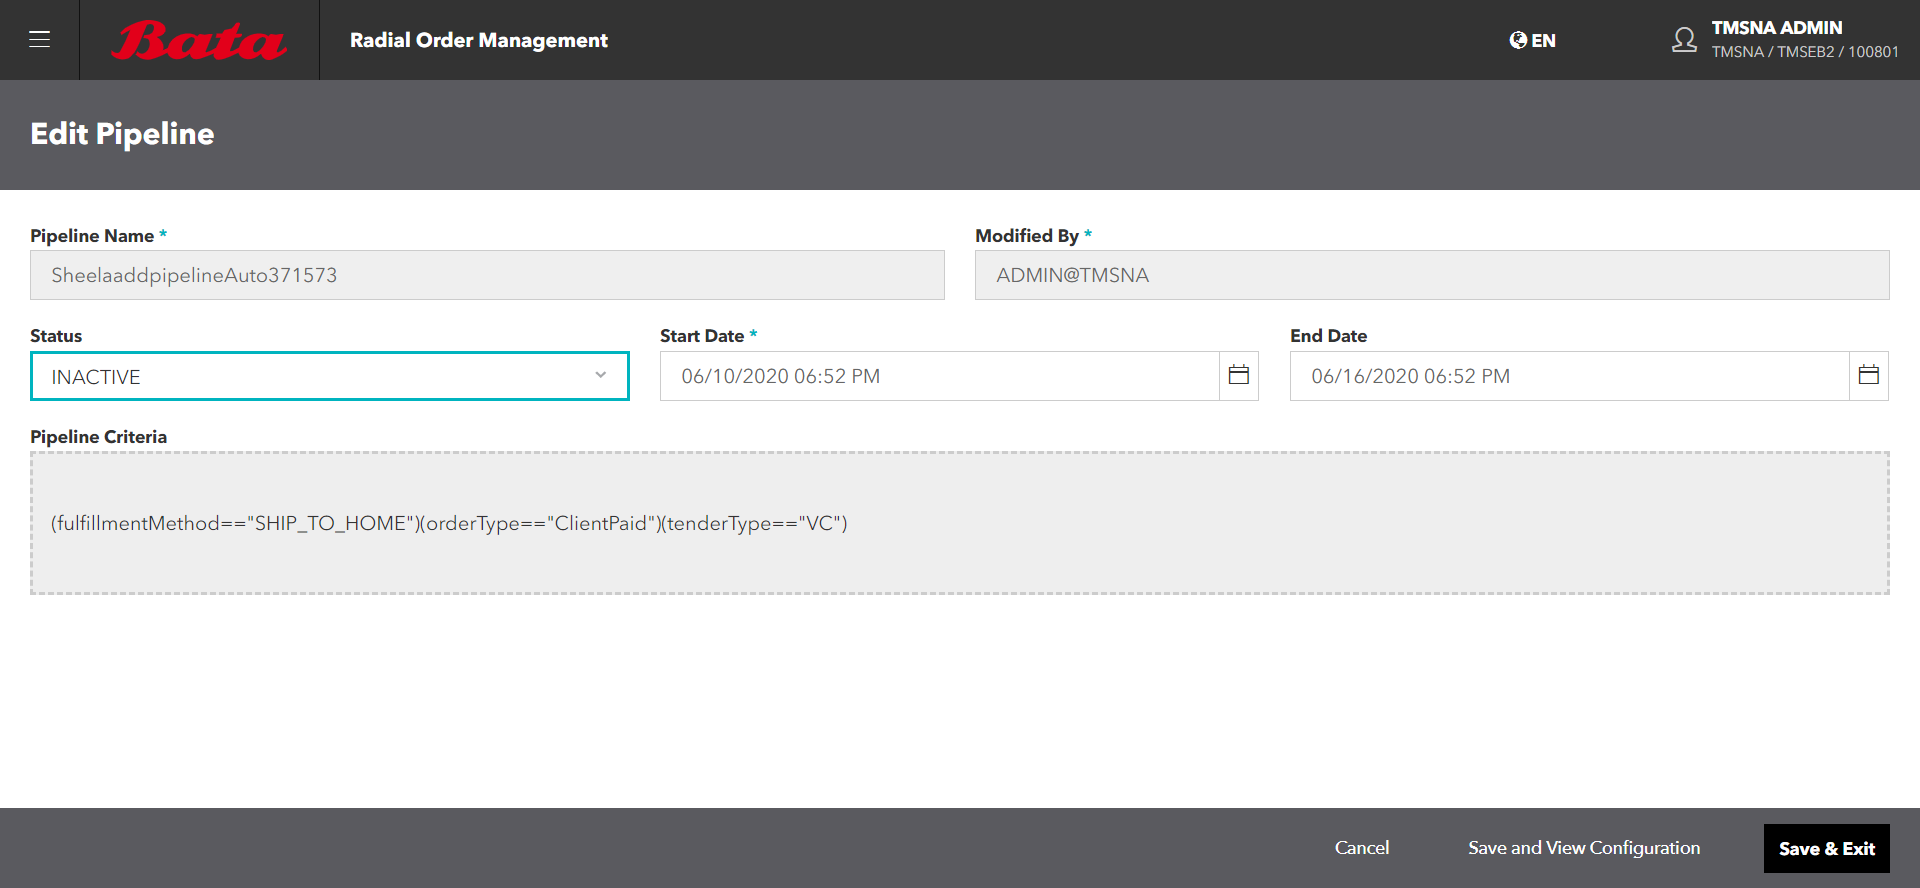 Bata
Radial Order Management
EN
TMSNA ADMIN
TMSNA / TMSEB2 / 100801
Edit Pipeline
Pipeline Name *
Modified By *
SheelaaddpipelineAuto371573
ADMIN@TMSNA
Status
Start Date *
End Date
INACTIVE
06/10/2020 06:52 PM
06/16/2020 06:52 PM
Pipeline Criteria
(fulfillmentMethod=="SHIP_TO_HOME")(orderType=="ClientPaid")(tenderType=="VC")
Cancel
Save and View Configuration
Save & Exit